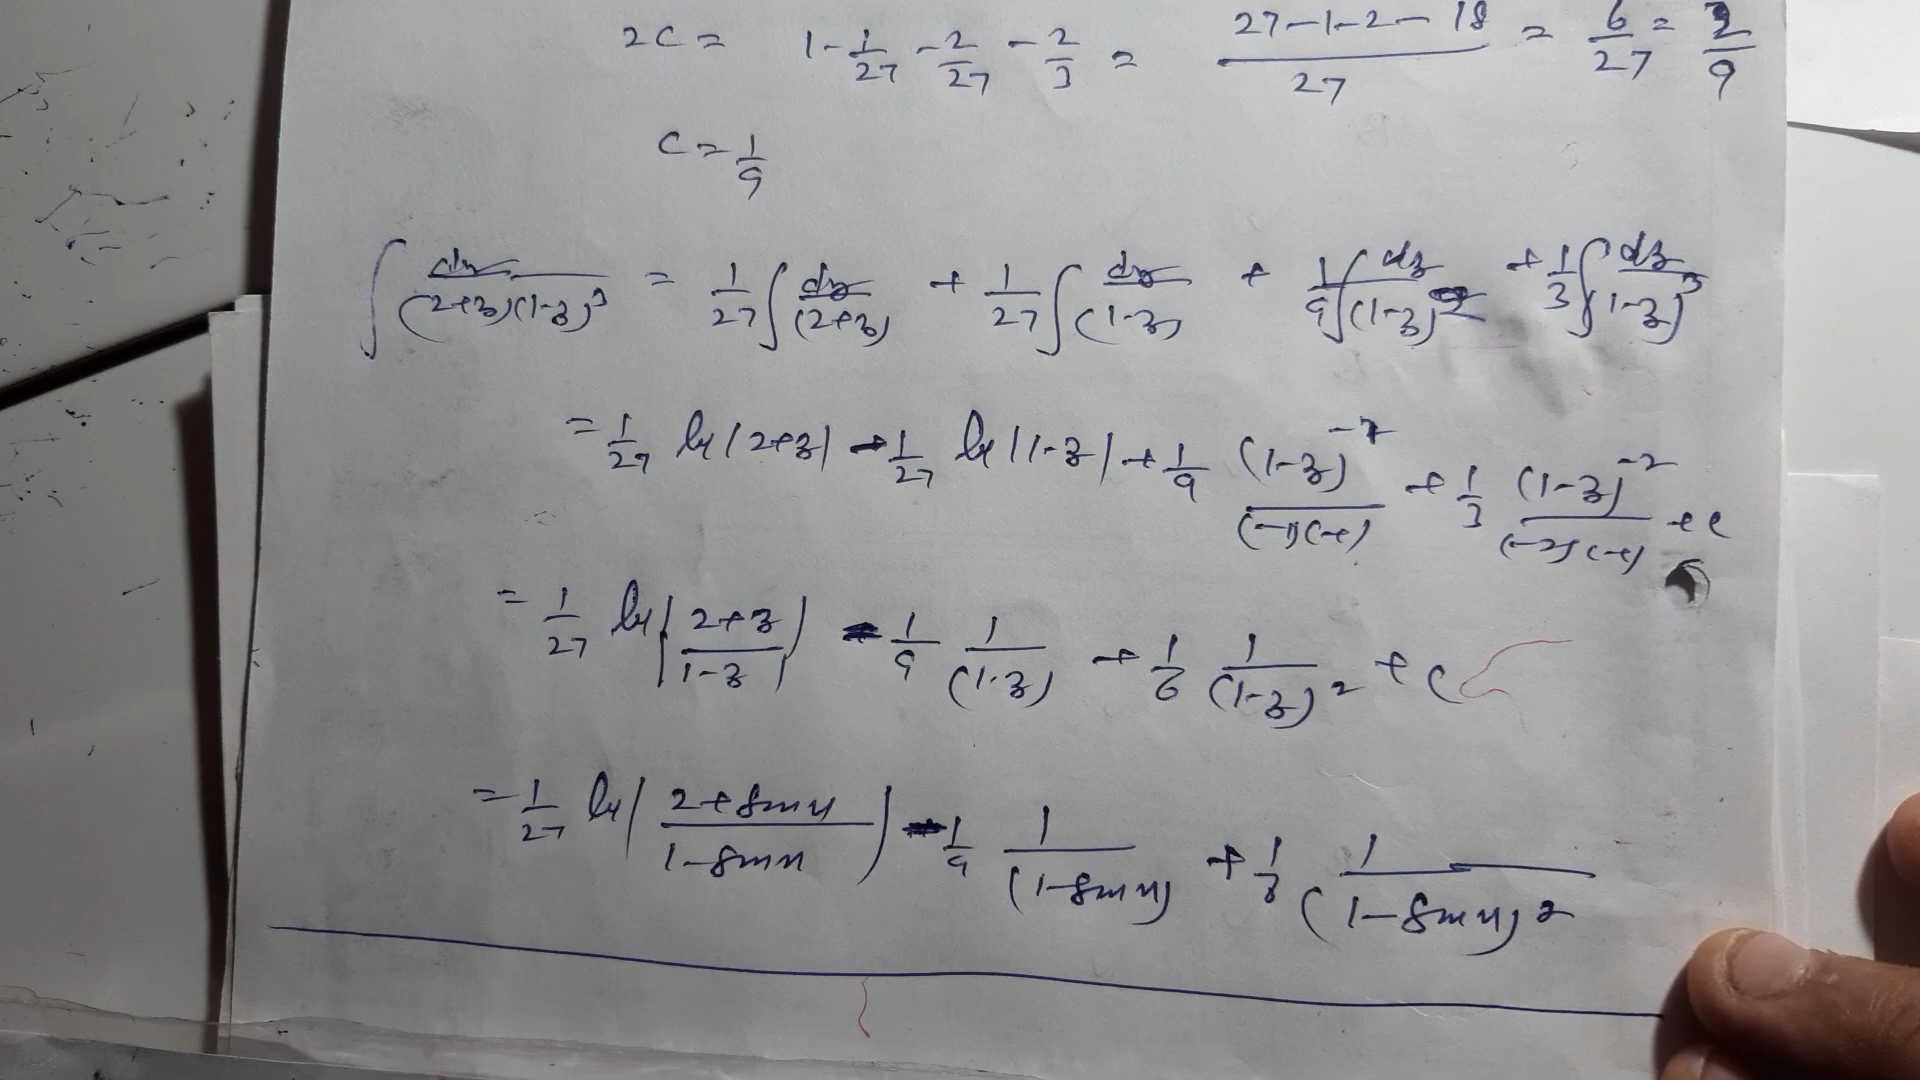 2C = 1 - 1/27 - 2/27 - 2/3 = (27-1-2-18)/27 = 6/27 = 2/9
C = 1/9
∫ dz/((2+z)(1-z)³) = 1/27 ∫ dz/(2+z) + 1/27 ∫ dz/(1-z) + 1/9 ∫ dz/(1-z)² + 1/3 ∫ dz/(1-z)³
= 1/27 ln|2+z| - 1/27 ln|1-z| + 1/9 (1-z)⁻¹/((-1)(-1)) + 1/3 (1-z)⁻²/((-2)(-1)) + c
= 1/27 ln|(2+z)/(1-z)| - 1/9 1/(1-z) + 1/6 1/(1-z)² + c
= 1/27 ln|(2+sinx)/(1-sinx)| - 1/9 1/(1-sinx) + 1/ 1/(1-sinx)²